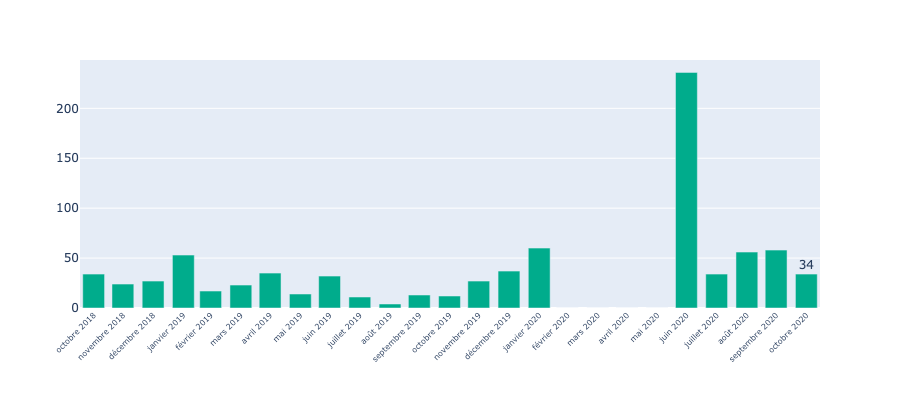 200
150
100
50
0
34
octobre 2018
novembre 2018
décembre 2018
janvier 2019
février 2019
mars 2019
avril 2019
mai 2019
juin 2019
juillet 2019
août 2019
septembre 2019
octobre 2019
novembre 2019
décembre 2019
janvier 2020
février 2020
mars 2020
avril 2020
mai 2020
juin 2020
juillet 2020
août 2020
septembre 2020
octobre 2020